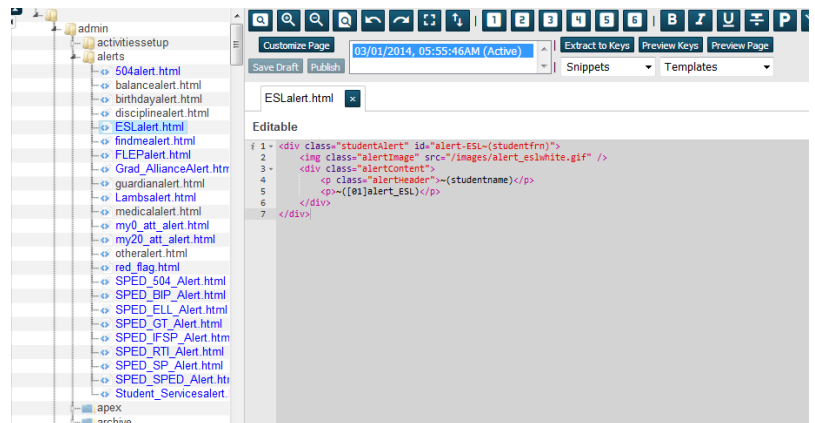 admin
activitiessetup
alerts
504alert.html
balancealert.html
birthdayalert.html
disciplinealert.html
ESLalert.html
findmealert.html
FLEPalert.html
Grad_AllianceAlert.htm
guardianalert.html
Lambsalert.html
medicalalert.html
my0_att_alert.html
my20_att_alert.html
otheralert.html
red_flag.html
SPED_504_Alert.html
SPED_BIP_Alert.html
SPED_ELL_Alert.html
SPED_GT_Alert.html
SPED_IFSP_Alert.htm
SPED_RTI_Alert.html
SPED_SP_Alert.html
SPED_SPED_Alert.htm
Student_Servicesalert.
apex
archive
1 2 3 4 5 6 B I U P
Customize Page
03/01/2014, 05:55:46AM (Active)
Extract to Keys Preview Keys Preview Page
Save Draft Publish
Snippets Templates
ESLalert.html x
Editable
i 1 <div class="studentAlert" id="alert-ESL~(studentfrn)">
2 <img class="alertImage" src="/images/alert_eslwhite.gif" />
3 <div class="alertContent">
4 <p class="alertHeader">~(studentname)</p>
5 <p>~([01]alert_ESL)</p>
6 </div>
7 </div>